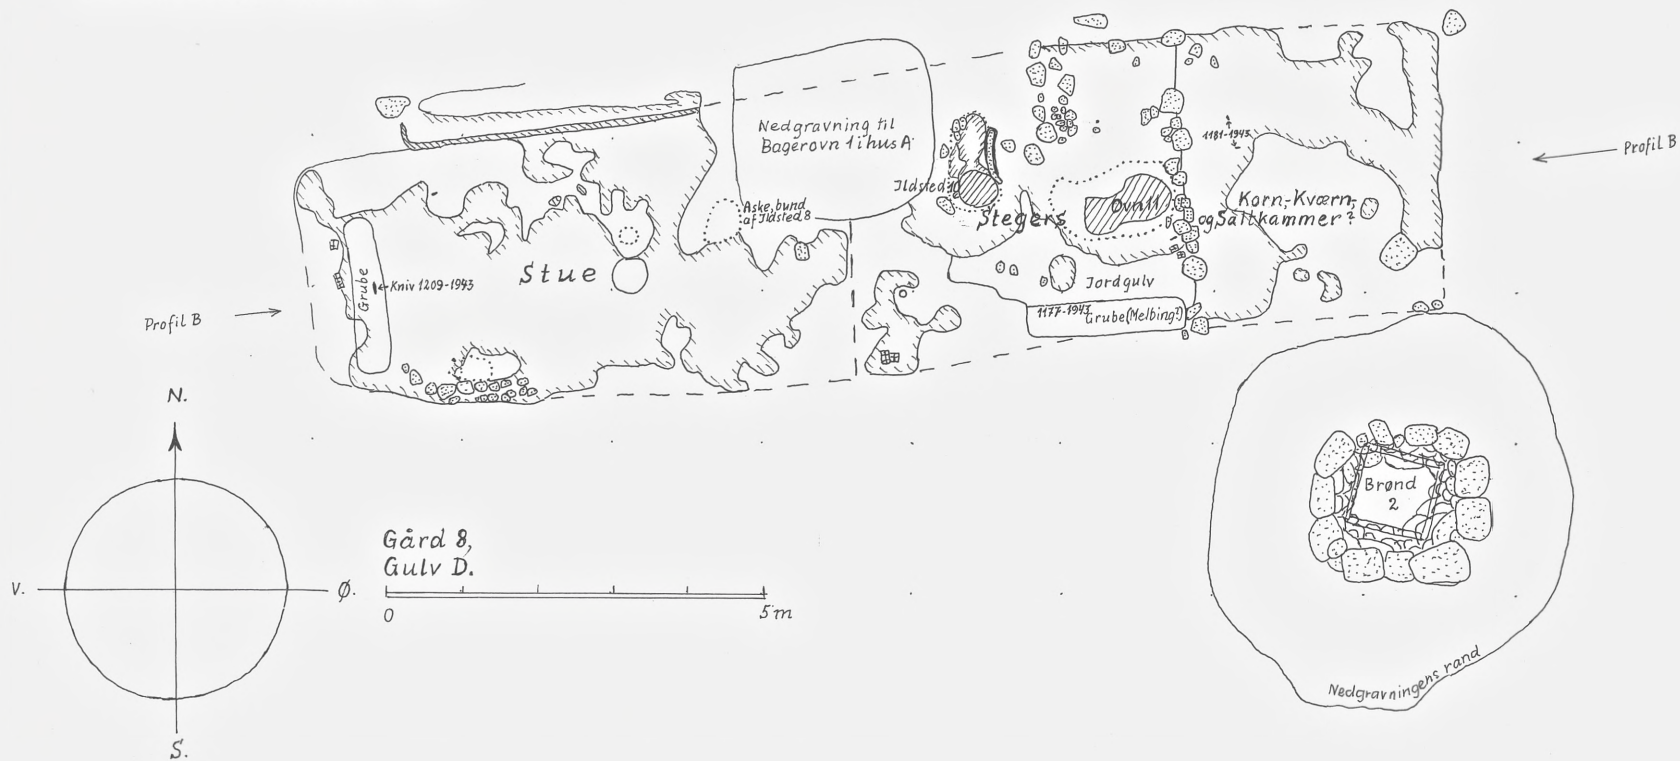 Nedgravning til
Bagerovn 1 i hus A
1181-1943
Profil B
Ildsted 10
Ovn 11
Korn-, Kværn-,
og Saltkammer?
Aske, bund
af Ildsted 8
Stegers
Stue
Grube
Kniv 1209-1943
Jordgulv
1177-1943
Grube (Melbing?)
Profil B
N.
V.
Ø.
S.
Gård 8,
Gulv D.
0
5 m
Brønd
2
Nedgravningens rand